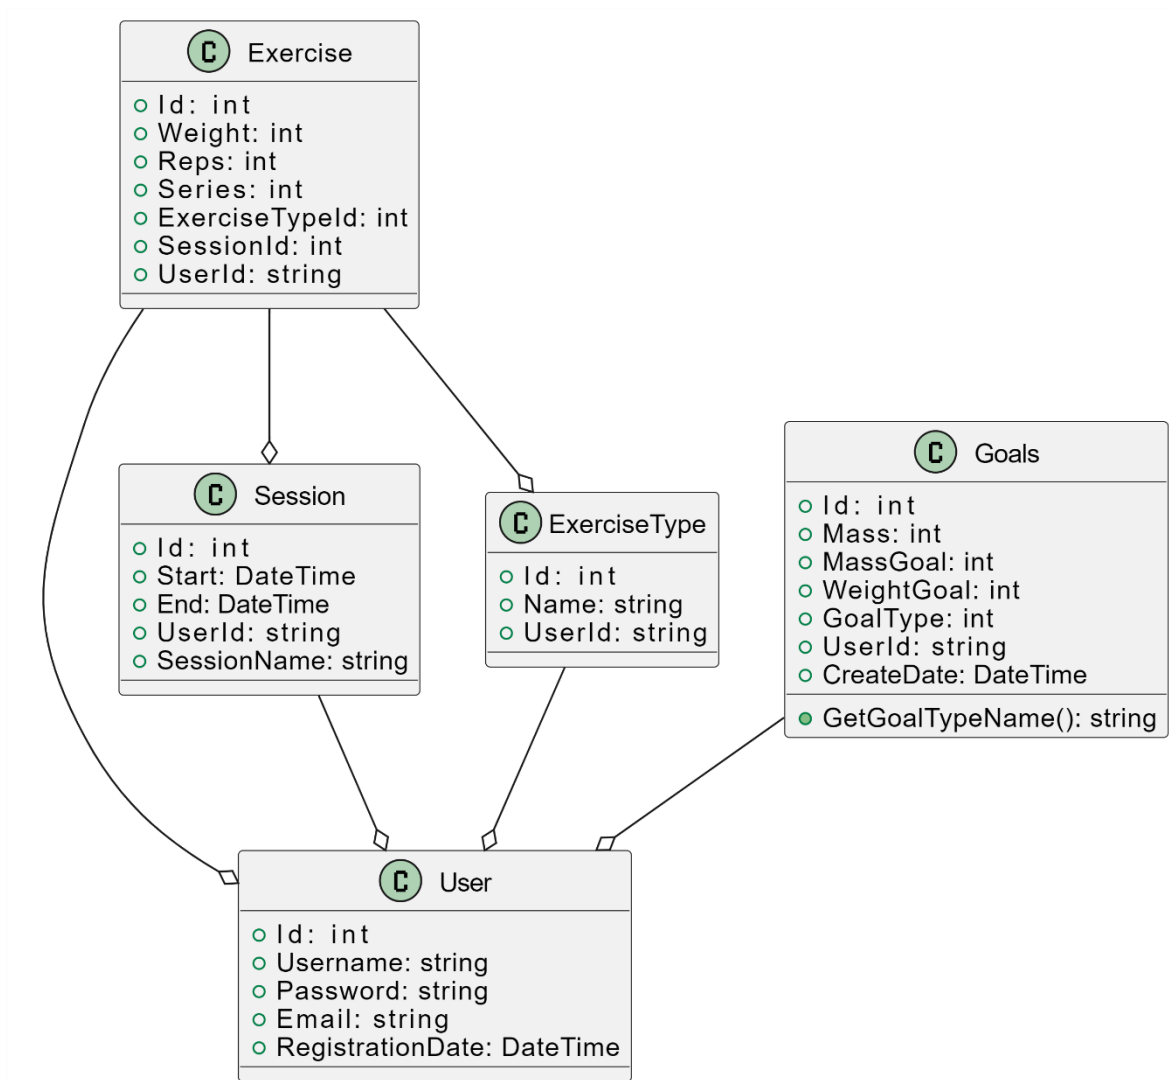 C Exercise
Id: int
Weight: int
Reps: int
Series: int
ExerciseTypeId: int
SessionId: int
UserId: string
C Session
Id: int
Start: DateTime
End: DateTime
UserId: string
SessionName: string
C ExerciseType
Id: int
Name: string
UserId: string
C Goals
Id: int
Mass: int
MassGoal: int
WeightGoal: int
GoalType: int
UserId: string
CreateDate: DateTime
GetGoalTypeName(): string
C User
Id: int
Username: string
Password: string
Email: string
RegistrationDate: DateTime